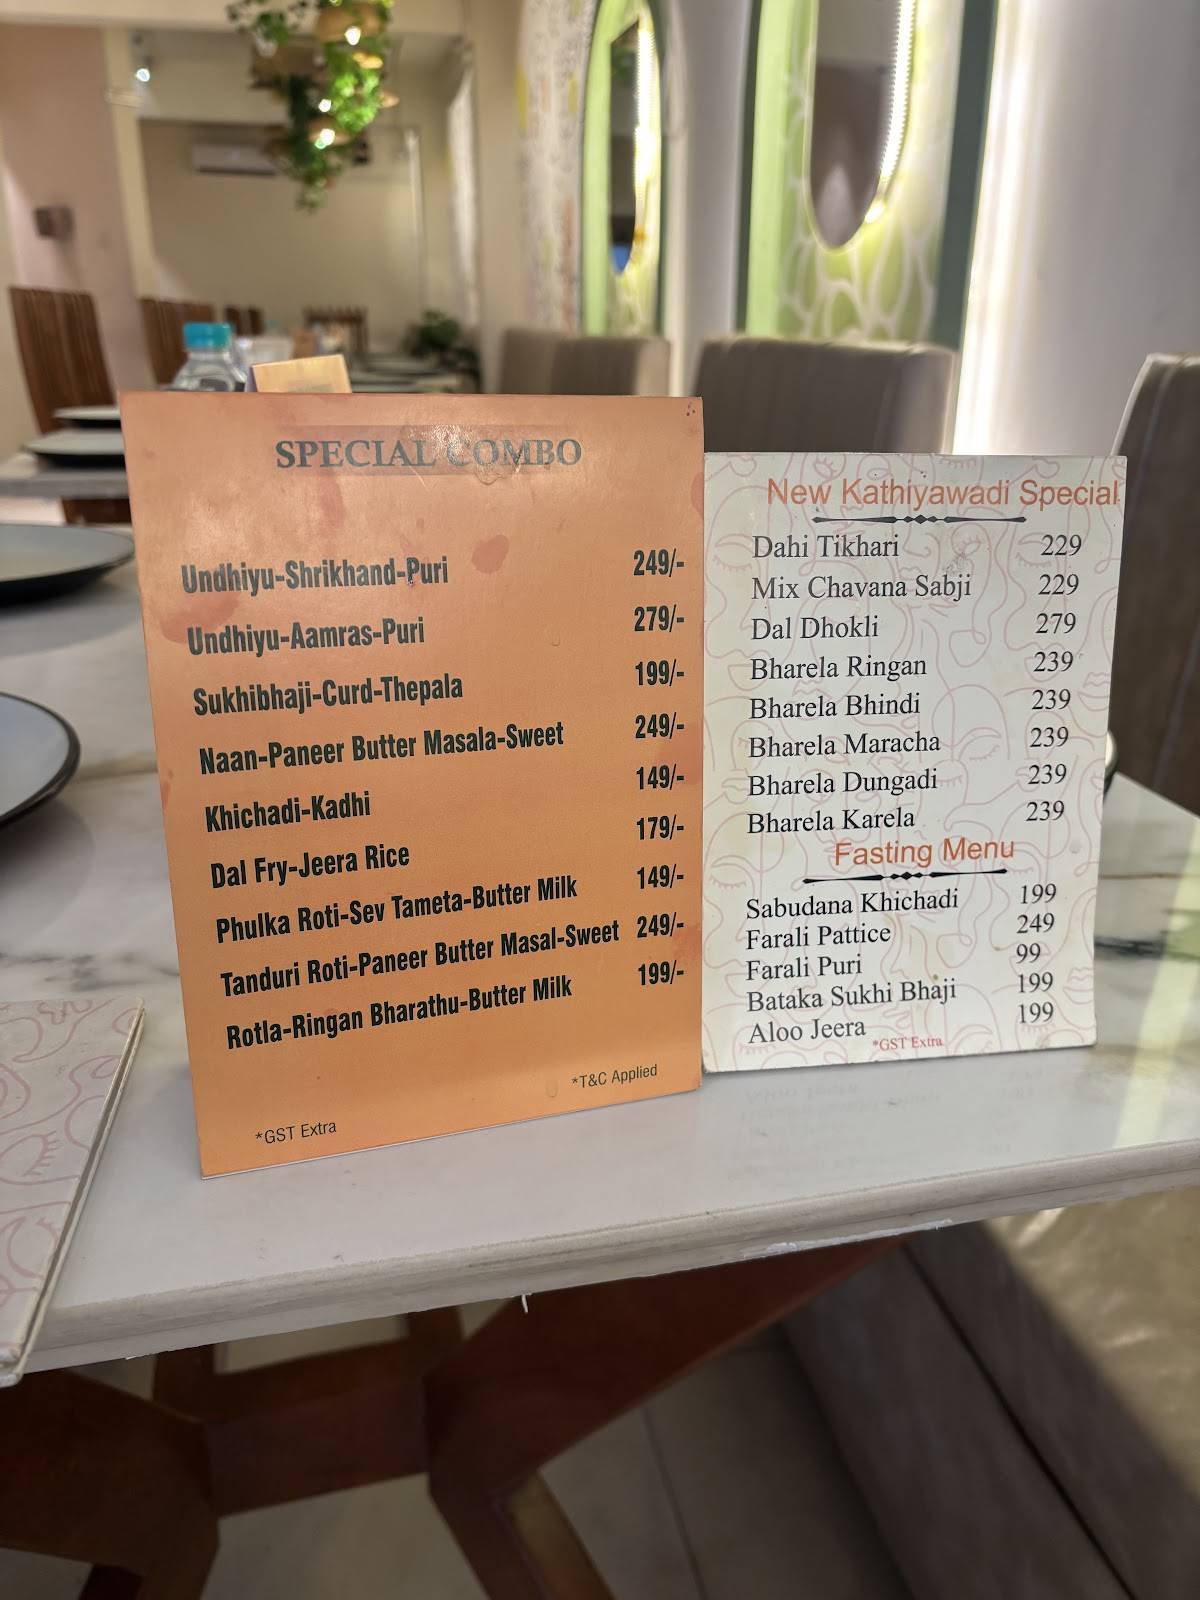 SPECIAL COMBO
Undhiyu-Shrikhand-Puri 249/-
Undhiyu-Aamras-Puri 279/-
Sukhibhaji-Curd-Thepala 199/-
Naan-Paneer Butter Masala-Sweet 249/-
Khichadi-Kadhi 149/-
Dal Fry-Jeera Rice 179/-
Phulka Roti-Sev Tameta-Butter Milk 149/-
Tanduri Roti-Paneer Butter Masal-Sweet 249/-
Rotla-Ringan Bharathu-Butter Milk 199/-
*T&C Applied
*GST Extra
New Kathiyawadi Special
Dahi Tikhari 229
Mix Chavana Sabji 229
Dal Dhokli 279
Bharela Ringan 239
Bharela Bhindi 239
Bharela Maracha 239
Bharela Dungadi 239
Bharela Karela 239
Fasting Menu
Sabudana Khichadi 199
Farali Pattice 249
Farali Puri 99
Bataka Sukhi Bhaji 199
Aloo Jeera 199
*GST Extra